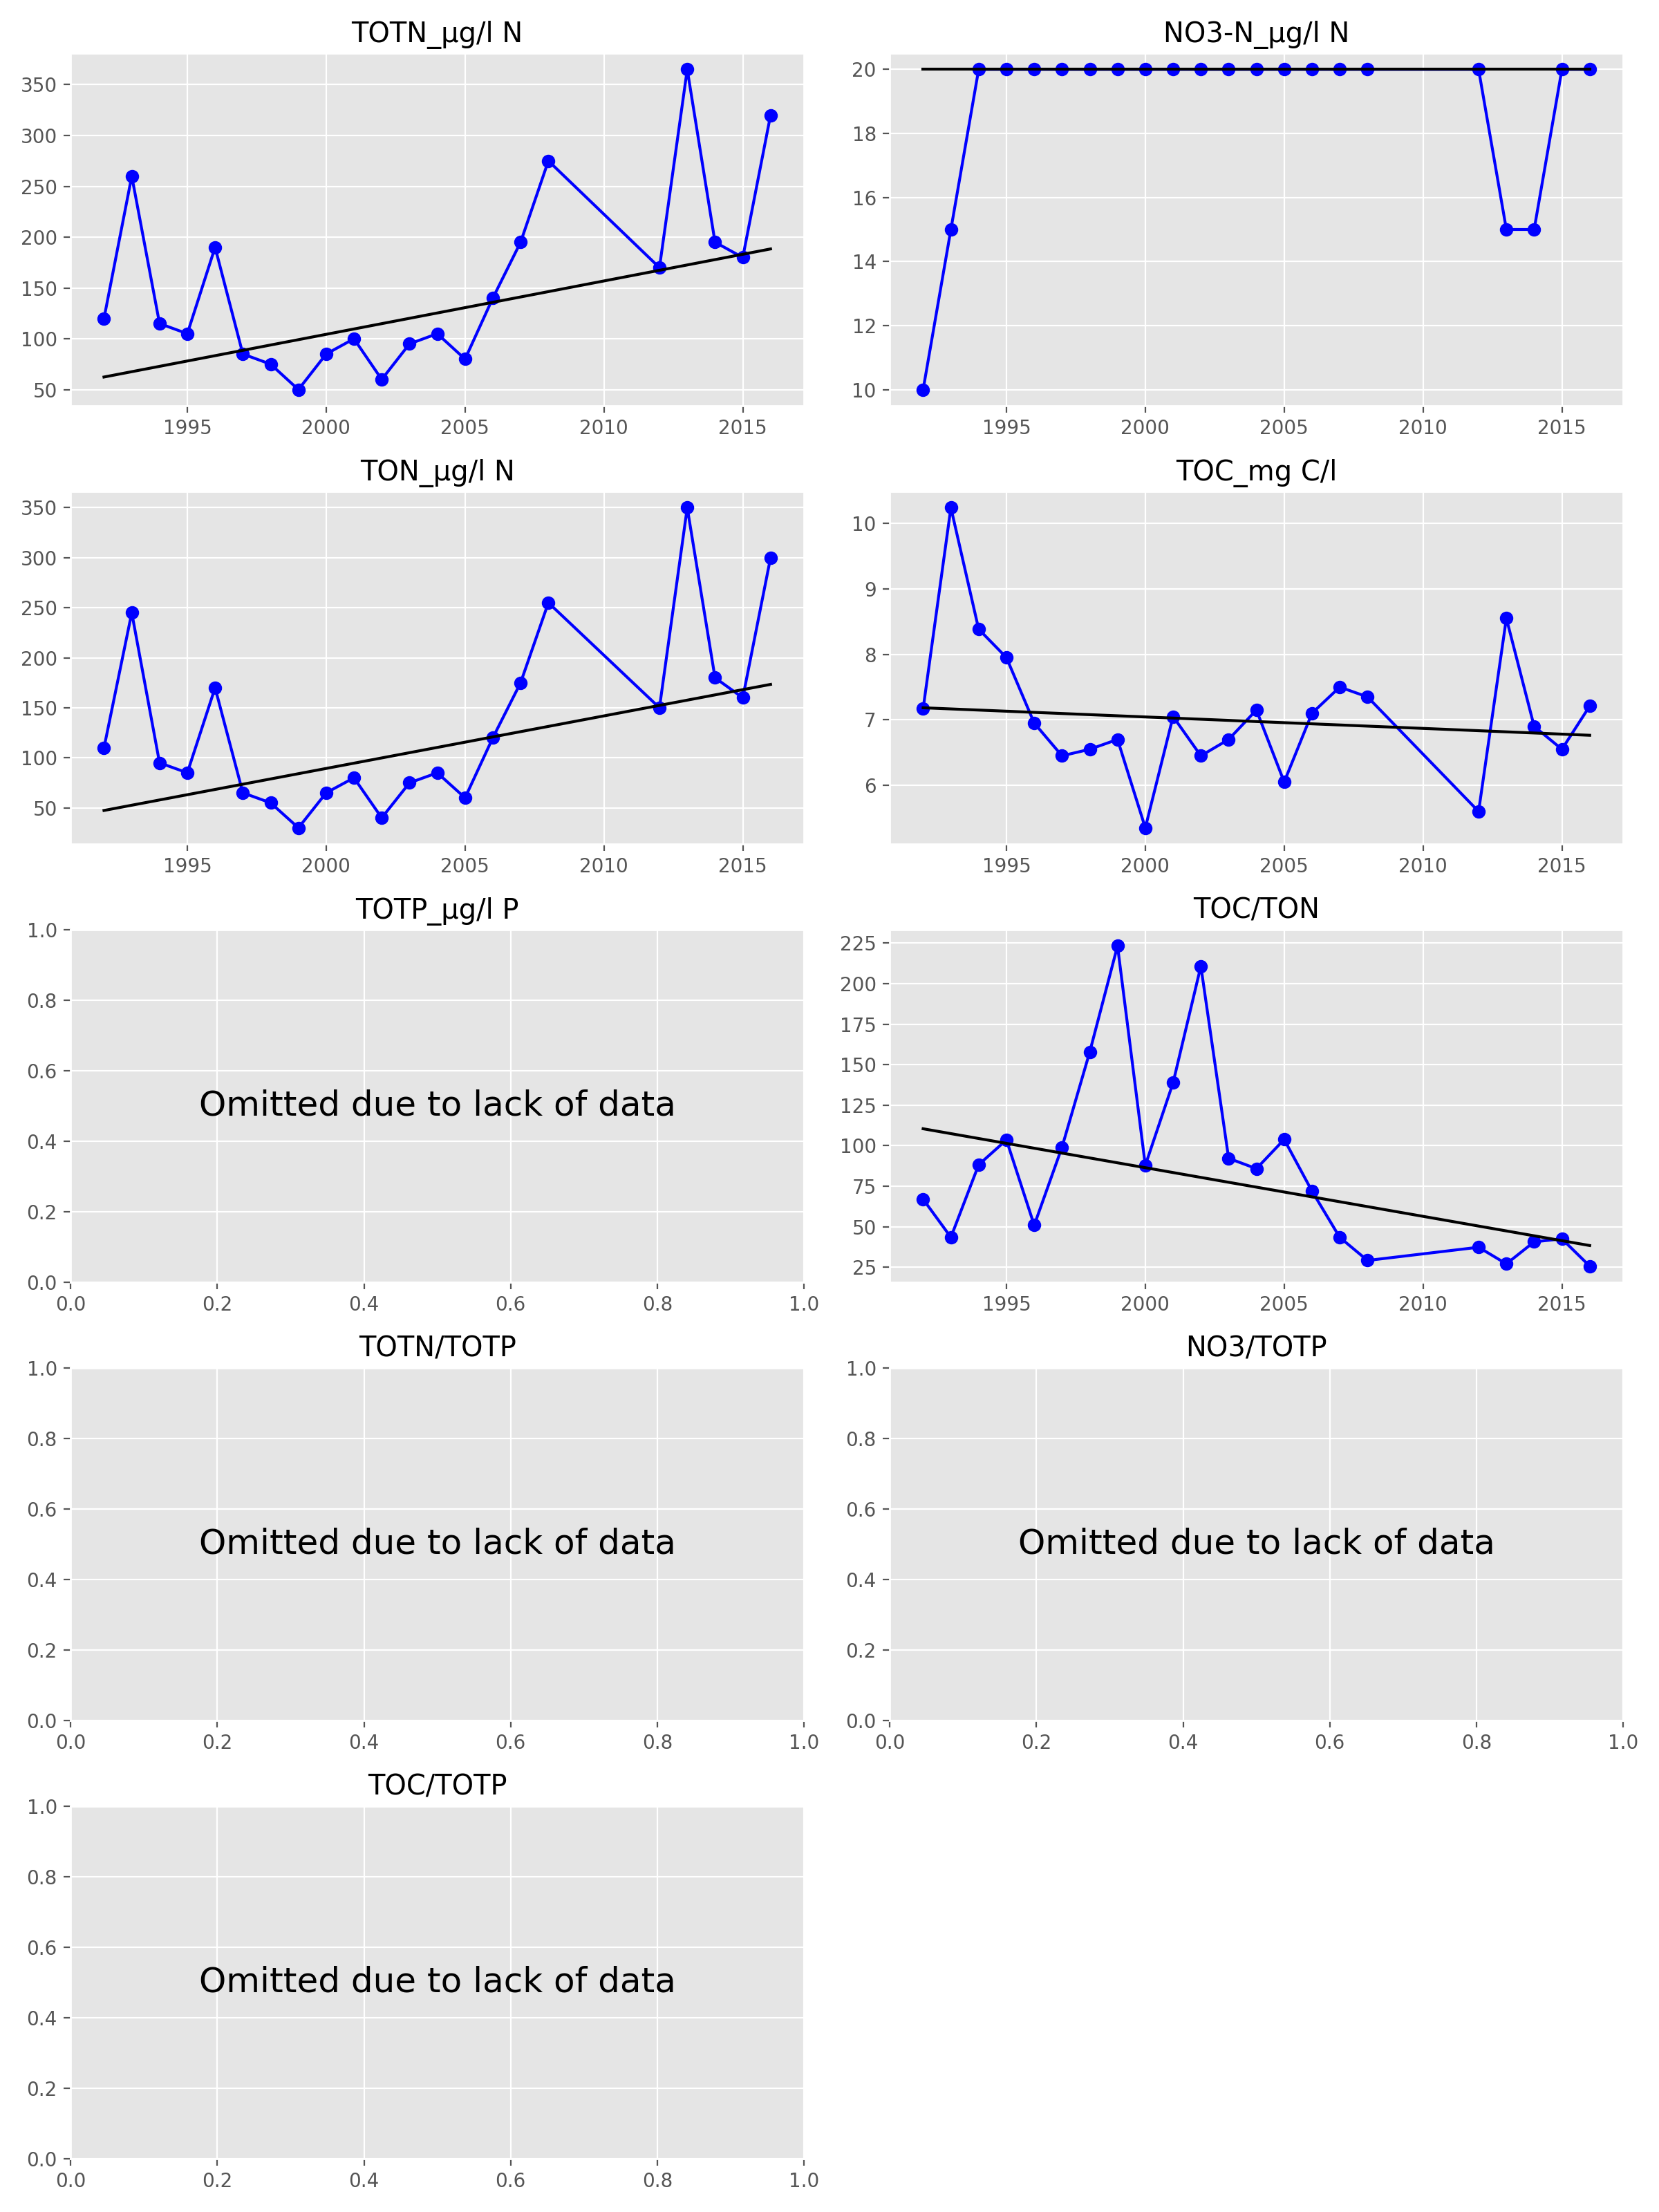 TOTN_µg/l N
350
300
250
200
150
100
50
1995 2000 2005 2010 2015
NO3-N_µg/l N
20
18
16
14
12
10
1995 2000 2005 2010 2015
TON_µg/l N
350
300
250
200
150
100
50
1995 2000 2005 2010 2015
TOC_mg C/l
10
9
8
7
6
1995 2000 2005 2010 2015
TOTP_µg/l P
1.0
0.8
0.6
Omitted due to lack of data
0.4
0.2
0.0
0.0 0.2 0.4 0.6 0.8 1.0
TOC/TON
225
200
175
150
125
100
75
50
25
1995 2000 2005 2010 2015
TOTN/TOTP
1.0
0.8
0.6
Omitted due to lack of data
0.4
0.2
0.0
0.0 0.2 0.4 0.6 0.8 1.0
NO3/TOTP
1.0
0.8
0.6
Omitted due to lack of data
0.4
0.2
0.0
0.0 0.2 0.4 0.6 0.8 1.0
TOC/TOTP
1.0
0.8
0.6
Omitted due to lack of data
0.4
0.2
0.0
0.0 0.2 0.4 0.6 0.8 1.0